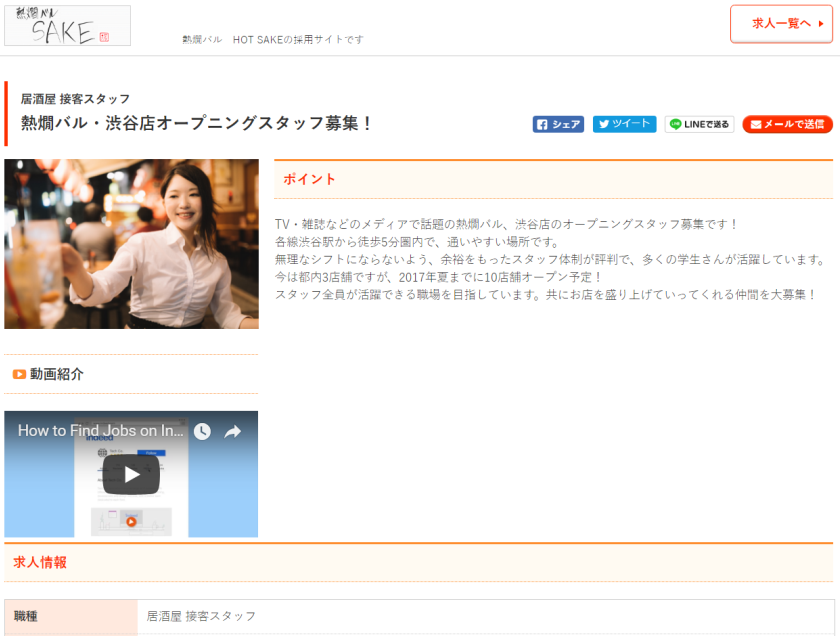 熱燗バル
SAKE
熱燗バル　HOT SAKEの採用サイトです
求人一覧へ
居酒屋 接客スタッフ
熱燗バル・渋谷店オープニングスタッフ募集！
シェア
ツイート
LINEで送る
メールで送信
ポイント
TV・雑誌などのメディアで話題の熱燗バル、渋谷店のオープニングスタッフ募集です！
各線渋谷駅から徒歩5分圏内で、通いやすい場所です。
無理なシフトにならないよう、余裕をもったスタッフ体制が評判で、多くの学生さんが活躍しています。
今は都内3店舗ですが、2017年夏までに10店舗オープン予定！
スタッフ全員が活躍できる職場を目指しています。共にお店を盛り上げていってくれる仲間を大募集！
動画紹介
How to Find Jobs on In...
indeed
求人情報
職種
居酒屋 接客スタッフ